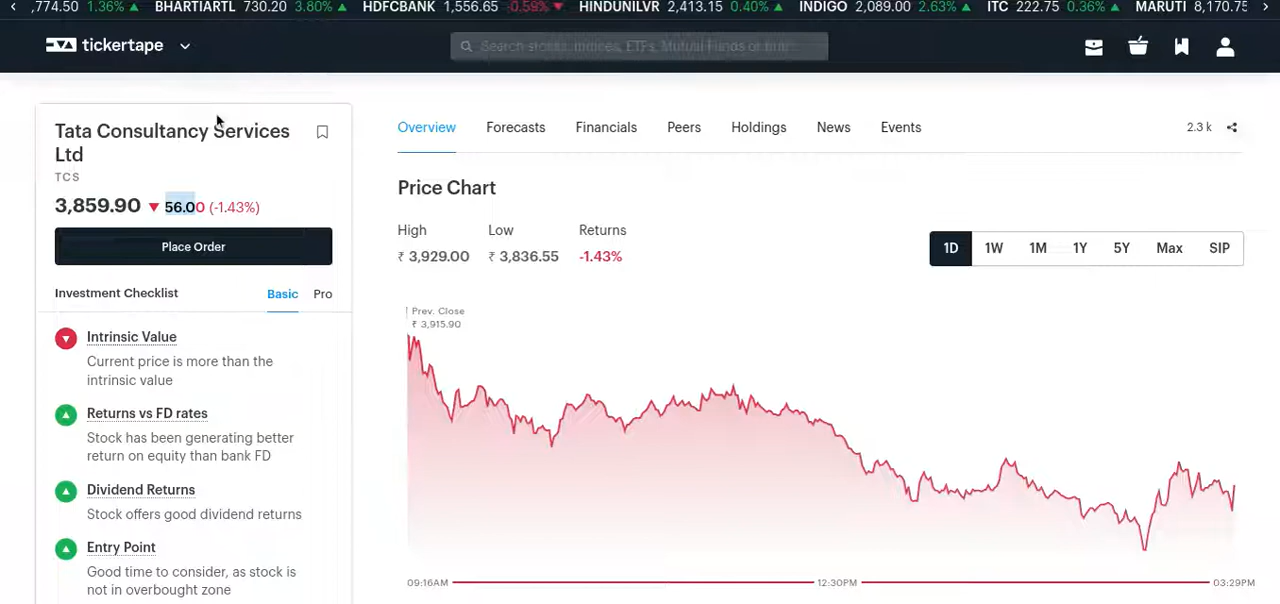 ,774.50 1.36% BHARTIARTL 730.20 3.80% HDFCBANK 1,556.65 -0.59% HINDUNILVR 2,413.15 0.40% INDIGO 2,089.00 2.63% ITC 222.75 0.36% MARUTI 8,170.75
tickertape
Search stocks, indices, ETFs, Mutual Funds or
Tata Consultancy Services
Ltd
TCS
3,859.90 56.00 (-1.43%)
Place Order
Investment Checklist Basic Pro
Intrinsic Value
Current price is more than the
intrinsic value
Returns vs FD rates
Stock has been generating better
return on equity than bank FD
Dividend Returns
Stock offers good dividend returns
Entry Point
Good time to consider, as stock is
not in overbought zone
Overview Forecasts Financials Peers Holdings News Events 2.3 k
Price Chart
High Low Returns
₹ 3,929.00 ₹ 3,836.55 -1.43%
1D 1W 1M 1Y 5Y Max SIP
Prev. Close
₹ 3,915.90
09:16AM 12:30PM 03:29PM